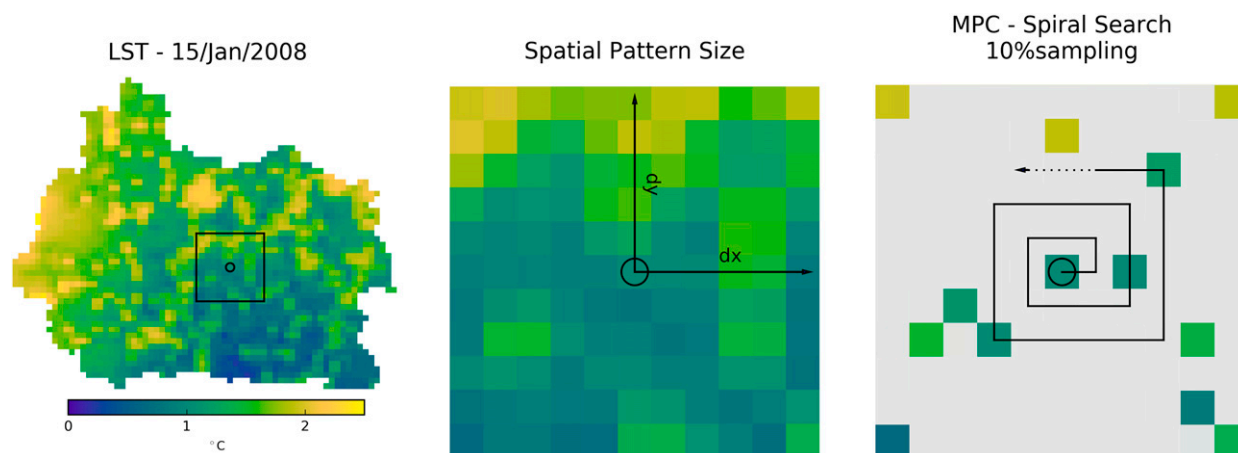 LST - 15/Jan/2008
Spatial Pattern Size
MPC - Spiral Search
10%sampling
dy
dx
0
1
2
°C